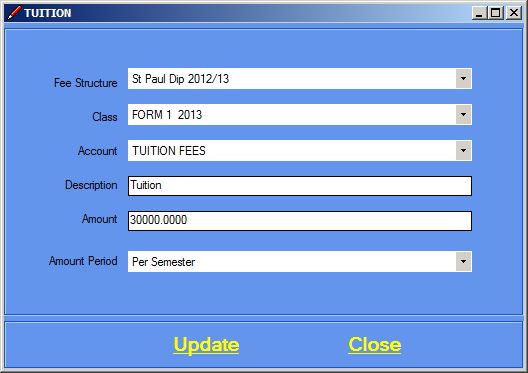 TUITION
Fee Structure St Paul Dip 2012/13
Class FORM 1 2013
Account TUITION FEES
Description Tuition
Amount 30000.0000
Amount Period Per Semester
Update Close